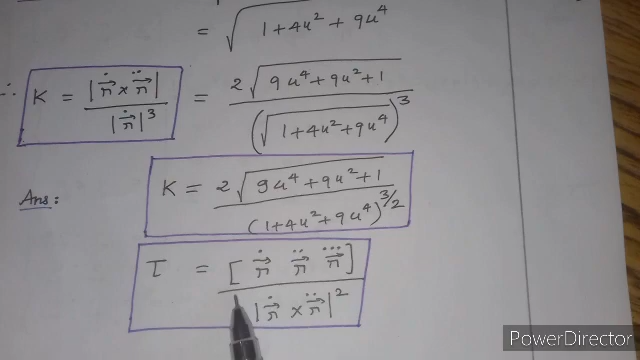 = √(1+4u² + 9u⁴)
∴ K = |ṙ⃗ × r̈⃗| / |ṙ⃗|³ = 2√(9u⁴+9u²+1) / (√(1+4u²+9u⁴))³
Ans: K = 2√(9u⁴+9u²+1) / (1+4u²+9u⁴)^3/2
τ = [ṙ⃗ r̈⃗ r⃛⃗] / |ṙ⃗ × r̈⃗|²
PowerDirector